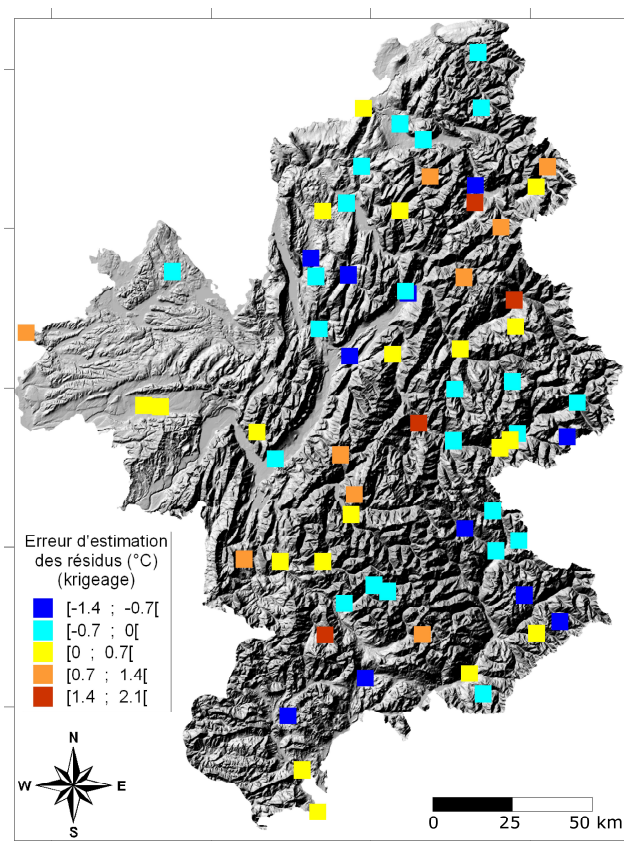 Erreur d'estimation
des résidus (°C)
(krigeage)
[-1.4 ; -0.7[
[-0.7 ; 0[
[0 ; 0.7[
[0.7 ; 1.4[
[1.4 ; 2.1[
N
W E
S
0 25 50 km